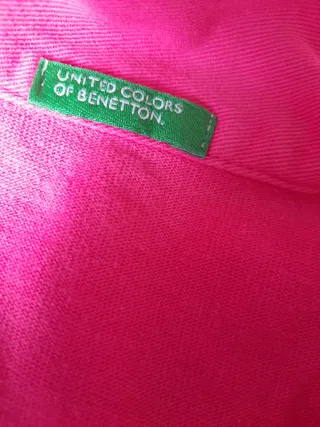 UNITED COLORS
OF BENETTON.